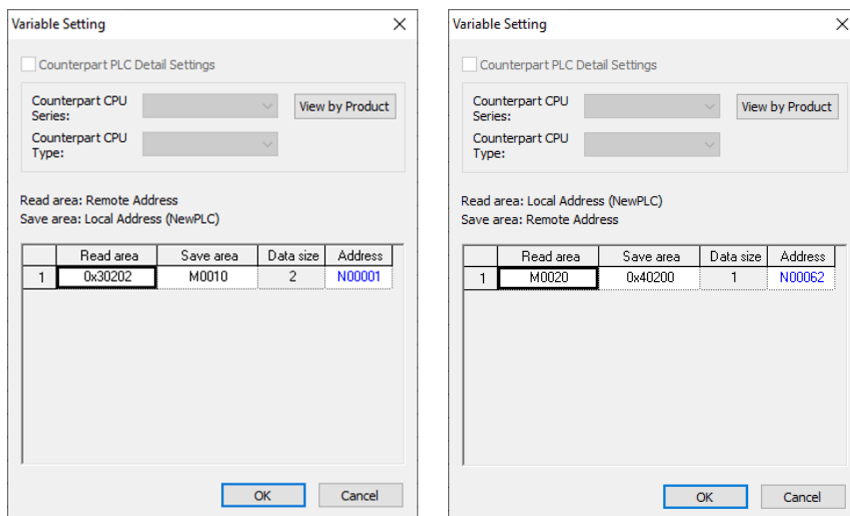 Variable Setting
Counterpart PLC Detail Settings
Counterpart CPU
Series:
View by Product
Counterpart CPU
Type:
Read area: Remote Address
Save area: Local Address (NewPLC)
Read area Save area Data size Address
1 0x30202 M0010 2 N00001
OK Cancel
Variable Setting
Counterpart PLC Detail Settings
Counterpart CPU
Series:
View by Product
Counterpart CPU
Type:
Read area: Local Address (NewPLC)
Save area: Remote Address
Read area Save area Data size Address
1 M0020 0x40200 1 N00062
OK Cancel